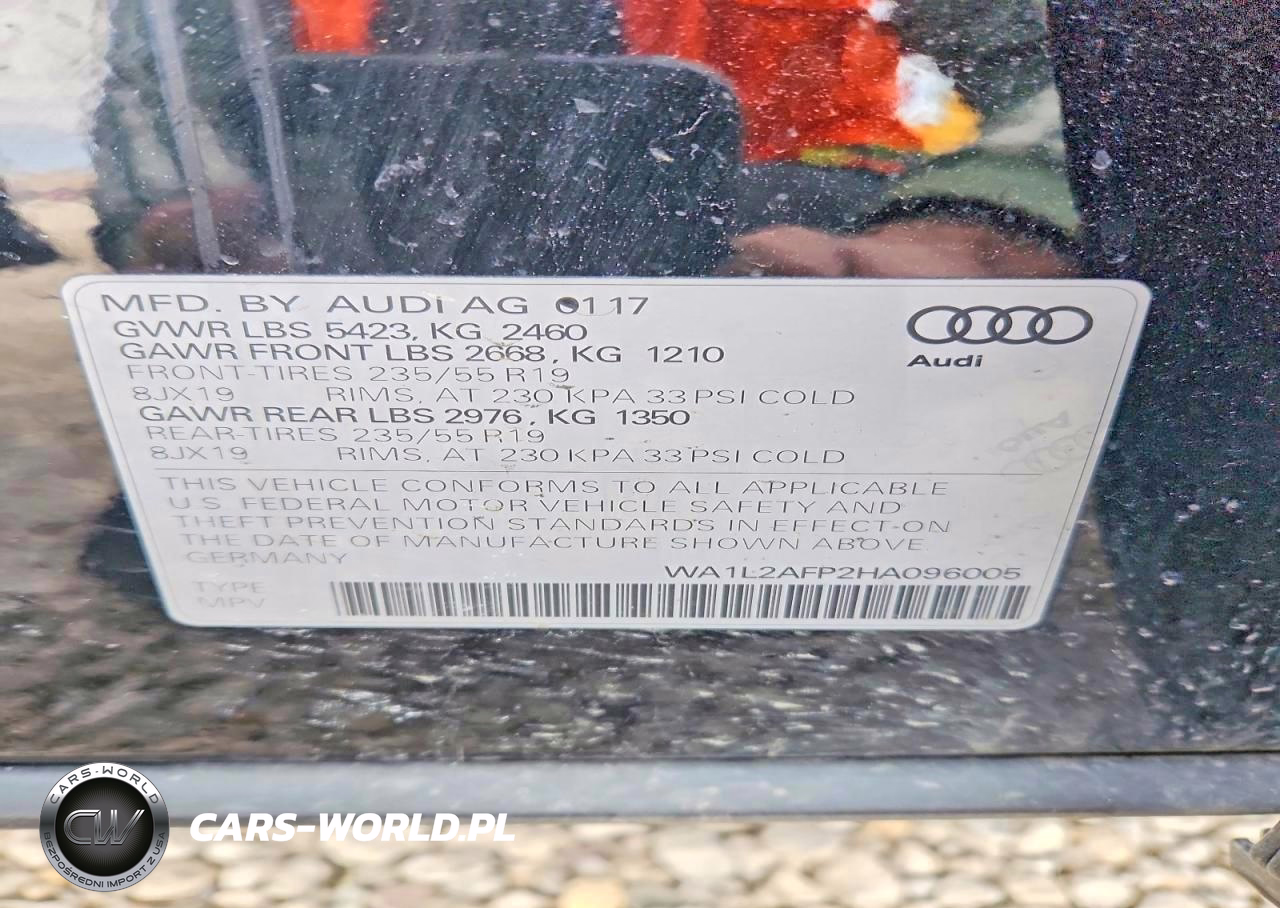 MFD. BY AUDI AG 0117
GVWR LBS 5423, KG 2460
GAWR FRONT LBS 2668, KG 1210
FRONT-TIRES 235/55 R19
8JX19 RIMS, AT 230 KPA 33 PSI COLD
GAWR REAR LBS 2976, KG 1350
REAR-TIRES 235/55 R19
8JX19 RIMS, AT 230 KPA 33 PSI COLD
Audi
THIS VEHICLE CONFORMS TO ALL APPLICABLE
U.S. FEDERAL MOTOR VEHICLE SAFETY AND
THEFT PREVENTION STANDARDS IN EFFECT ON
THE DATE OF MANUFACTURE SHOWN ABOVE.
GERMANY
WA1L2AFP2HA096005
TYPE
MPV
CARS-WORLD
CW
BEZPOŚREDNI IMPORT Z USA
CARS-WORLD.PL